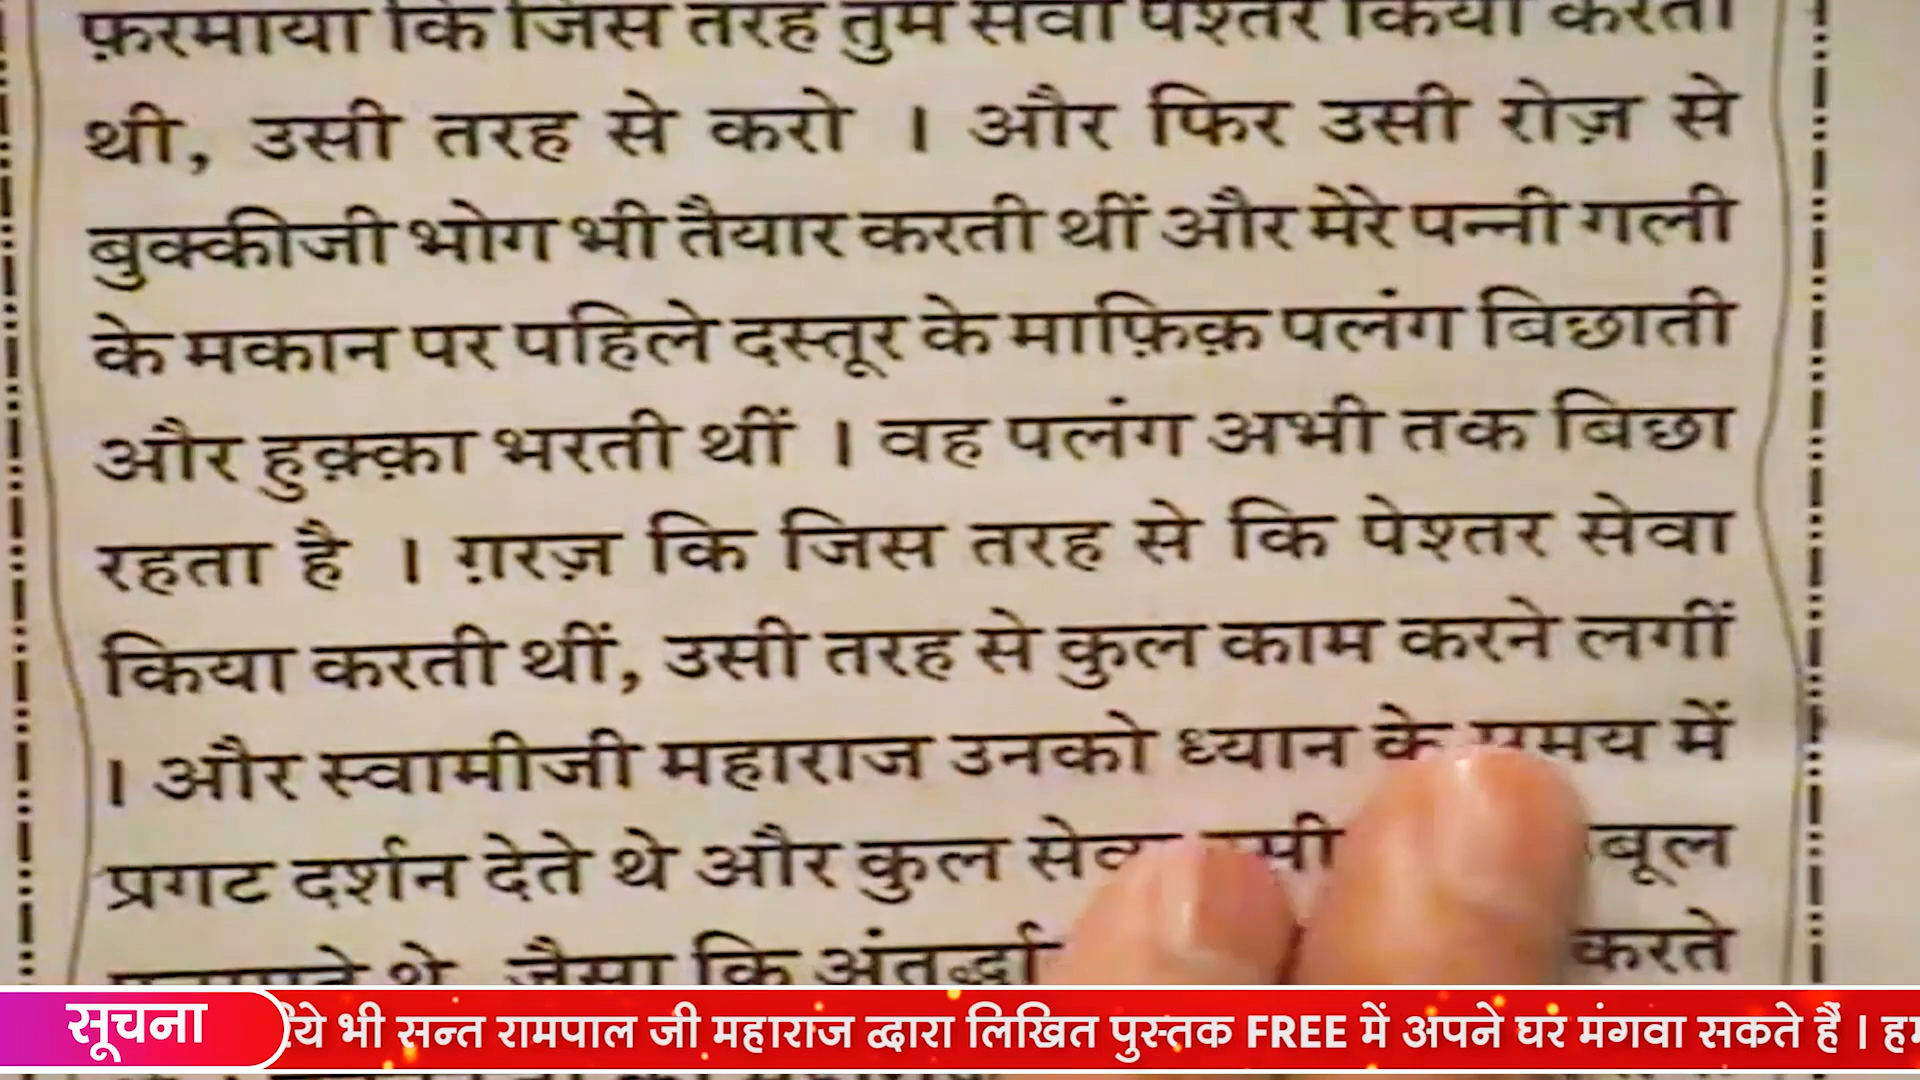 फ़रमाया कि जिस तरह तुम सेवा पेश्तर किया करती
थी, उसी तरह से करो । और फिर उसी रोज़ से
बुक्कीजी भोग भी तैयार करती थीं और मेरे पन्नी गली
के मकान पर पहिले दस्तूर के माफ़िक़ पलंग बिछाती
और हुक़्क़ा भरती थीं । वह पलंग अभी तक बिछा
रहता है । ग़रज़ कि जिस तरह से कि पेश्तर सेवा
किया करती थीं, उसी तरह से कुल काम करने लगीं
। और स्वामीजी महाराज उनको ध्यान के समय में
प्रगट दर्शन देते थे और कुल
थे, जैसा कि करते
सूचना
भी सन्त रामपाल जी महाराज द्वारा लिखित पुस्तक FREE में अपने घर मंगवा सकते हैं ।